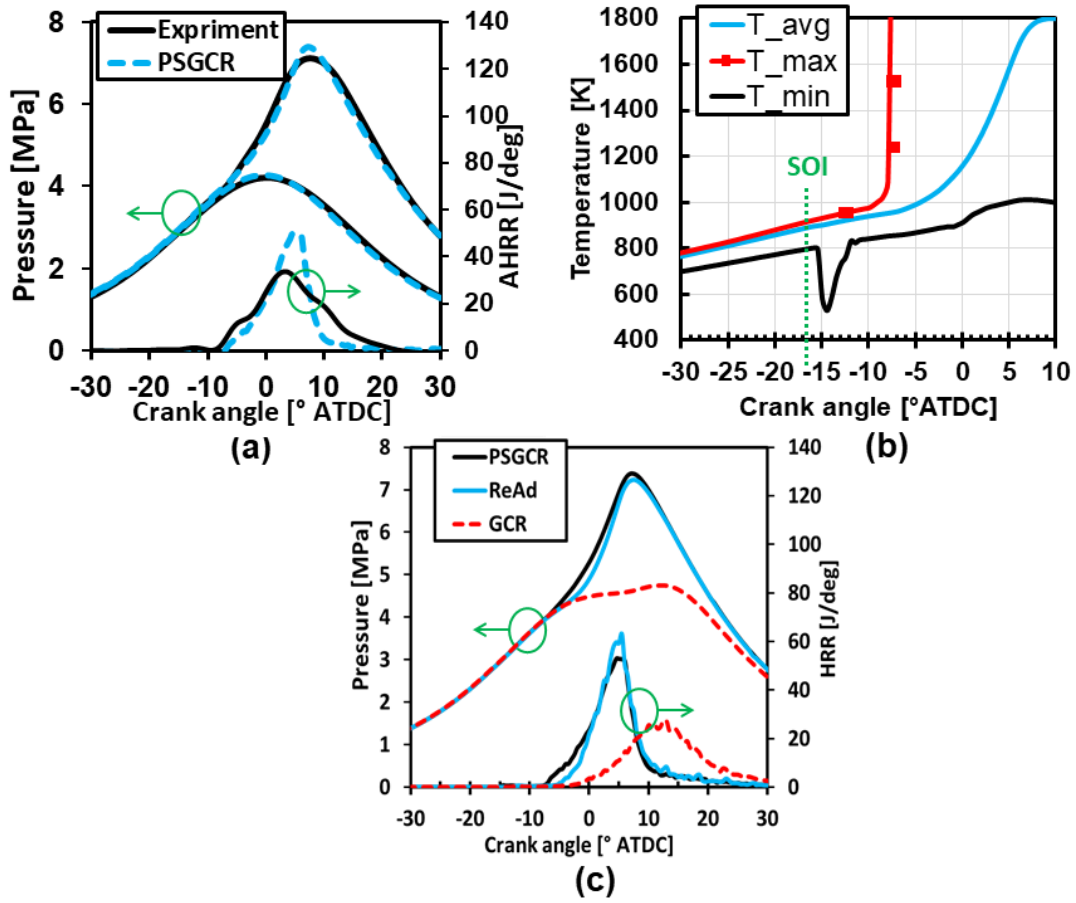 Expriment
PSGCR
Pressure [MPa]
8
6
4
2
0
AHRR [J/deg]
140
120
100
80
60
40
20
0
-30 -20 -10 0 10 20 30
Crank angle [° ATDC]
(a)
T_avg
T_max
T_min
SOI
Temperature [K]
1800
1600
1400
1200
1000
800
600
400
-30 -25 -20 -15 -10 -5 0 5 10
Crank angle [°ATDC]
(b)
PSGCR
ReAd
GCR
Pressure [MPa]
8
7
6
5
4
3
2
1
0
HRR [J/deg]
140
120
100
80
60
40
20
0
-30 -20 -10 0 10 20 30
Crank angle [° ATDC]
(c)